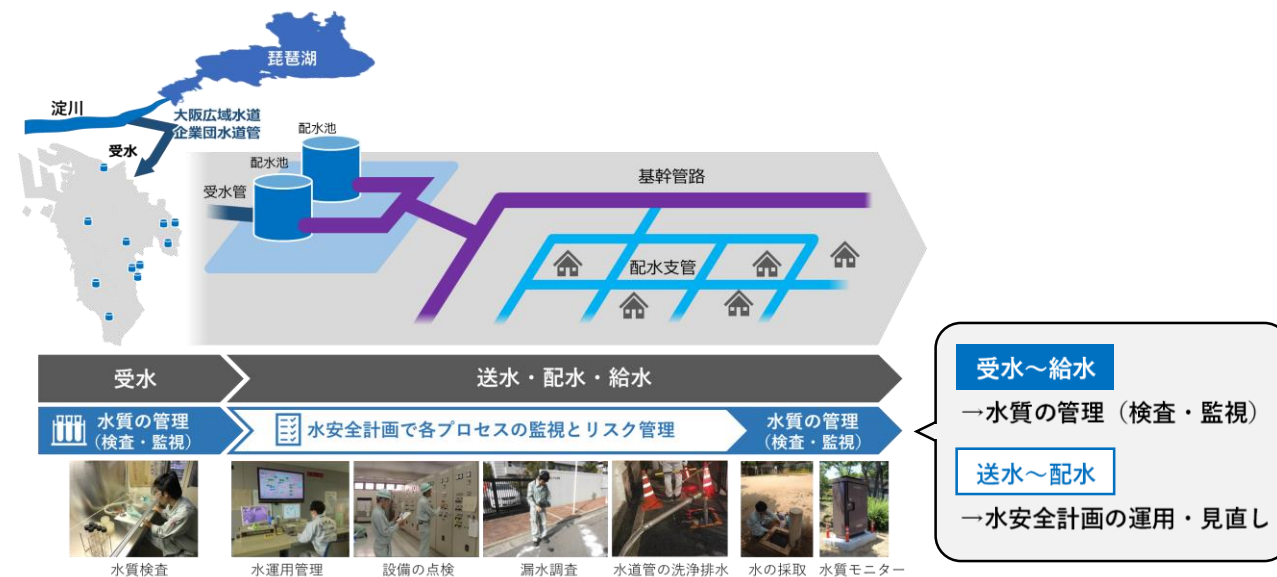 琵琶湖
淀川
大阪広域水道
企業団水道管
受水
配水池
配水池
受水管
基幹管路
配水支管
受水
送水・配水・給水
水質の管理
（検査・監視）
水安全計画で各プロセスの監視とリスク管理
水質の管理
（検査・監視）
水質検査
水運用管理
設備の点検
漏水調査
水道管の洗浄排水
水の採取
水質モニター
受水～給水
→水質の管理（検査・監視）
送水～配水
→水安全計画の運用・見直し